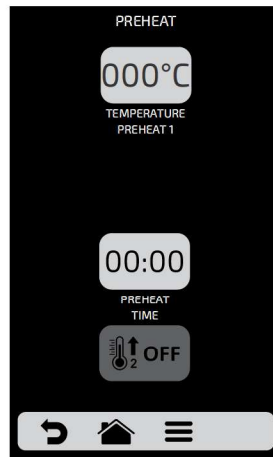 PREHEAT
000°C
TEMPERATURE
PREHEAT 1
00:00
PREHEAT
TIME
2 OFF